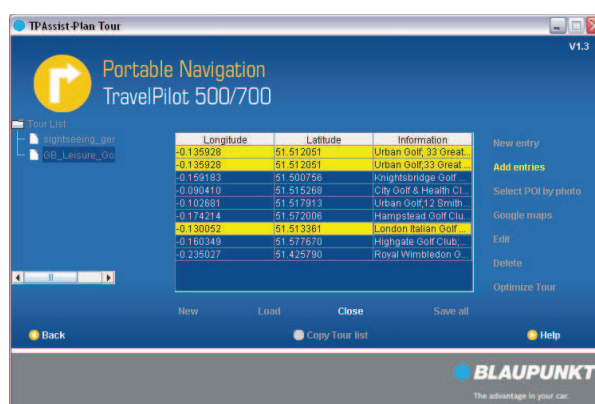 TPAssist-Plan Tour
V1.3
Portable Navigation
TravelPilot 500/700
Tour List
sightseeing_ger
GB_Leisure_Go
Longitude Latitude Information
-0.135928 51.512051 Urban Golf; 33 Great...
-0.135928 51.512051 Urban Golf;33 Great...
-0.159183 51.500756 Knightsbridge Golf ...
-0.090410 51.515268 City Golf & Health Cl...
-0.102681 51.517913 Urban Golf;12 Smith...
-0.174214 51.572006 Hampstead Golf Clu...
-0.130052 51.513361 London Italian Golf ...
-0.160349 51.577670 Highgate Golf Club;...
-0.235027 51.425790 Royal Wimbledon G...
New entry
Add entries
Select POI by photo
Google maps
Edit
Delete
Optimize Tour
New Load Close Save all
Back Copy Tour list Help
BLAUPUNKT
The advantage in your car.